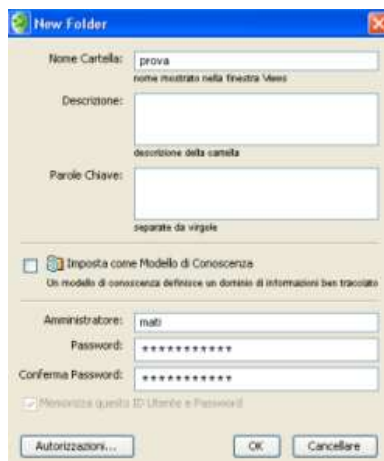 New Folder
Nome Cartella: prova
nome mostrato nella finestra Views
Descrizione:
descrizione della cartella
Parole Chiave:
separate da virgole
Imposta come Modello di Conoscenza
Un modello di conoscenza definisce un dominio di informazioni ben tracciato
Amministratore: mati
Password: ***********
Conferma Password: ***********
Memorizza questo ID Utente e Password
Autorizzazioni... OK Cancellare